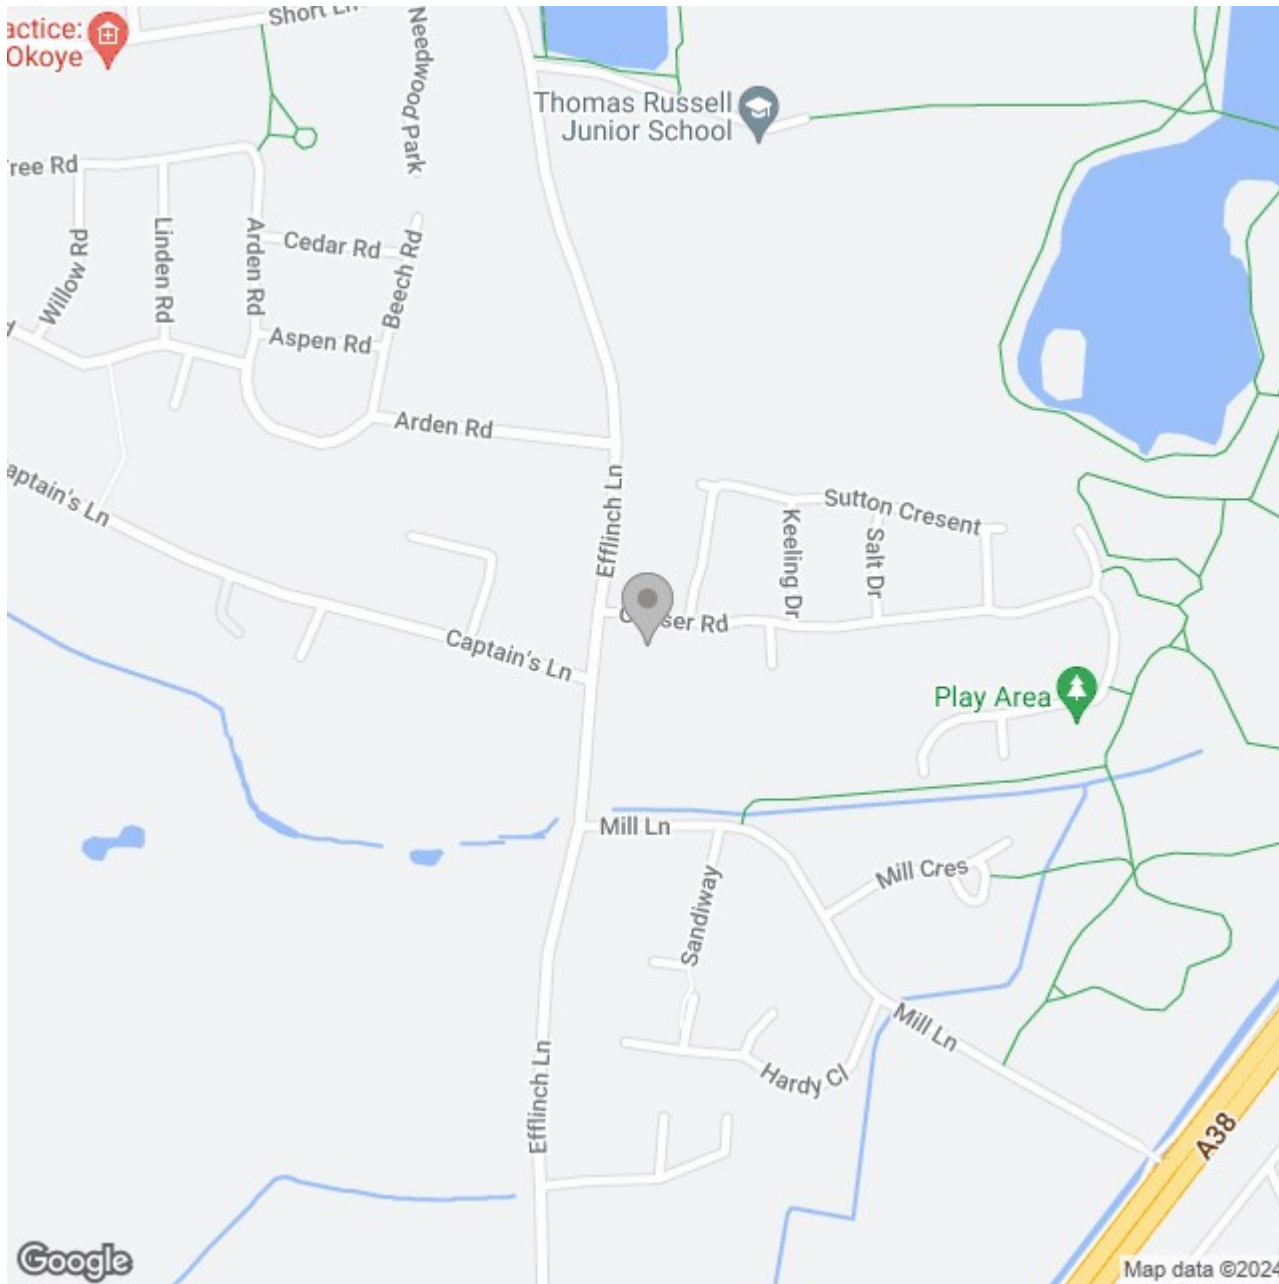 Short Ln
actice:
Okoye
Needwood Park
Thomas Russell
Junior School
Tree Rd
Willow Rd
Linden Rd
Arden Rd
Cedar Rd
Beech Rd
Aspen Rd
Arden Rd
aptain's Ln
Efflinch Ln
Sutton Cresent
Keeling Dr
Salt Dr
ser Rd
Captain's Ln
Play Area
Mill Ln
Mill Cres
Sandiway
Mill Ln
Hardy Cl
Efflinch Ln
A38
Google
Map data ©2024